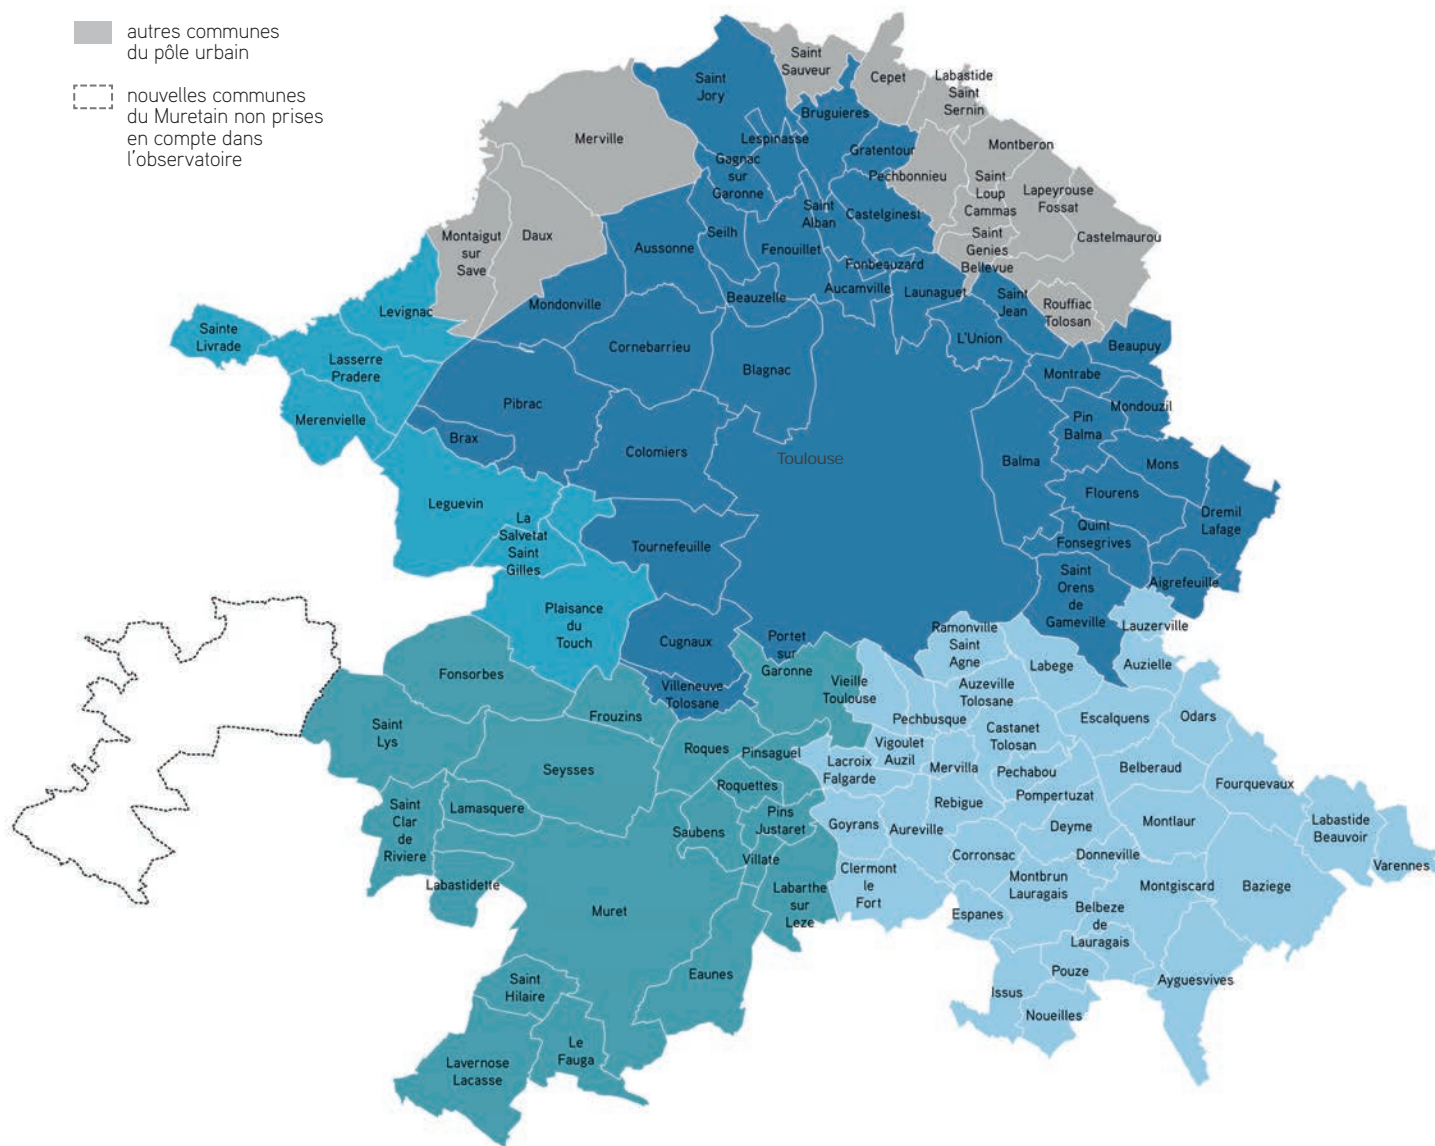 autres communes
du pôle urbain
nouvelles communes
du Muretain non prises
en compte dans
l'observatoire
Saint
Sauveur
Cepet
Labastide
Saint
Sernin
Saint
Jory
Bruguieres
Merville
Lespinasse
Gratentour
Montberon
Gagnac
sur
Garonne
Pechbonnieu
Saint
Loup
Cammas
Lapeyrouse
Fossat
Saint
Alban
Castelginest
Montaigut
sur
Save
Daux
Aussonne
Seilh
Fenouillet
Saint
Genies
Bellevue
Castelmaurou
Fonbeauzard
Levignac
Mondonville
Beauzelle
Aucamville
Launaguet
Saint
Jean
Rouffiac
Tolosan
Sainte
Livrade
Lasserre
Pradere
Cornebarrieu
Blagnac
L'Union
Beaupuy
Montrabe
Merenvielle
Pibrac
Mondouzil
Pin
Balma
Brax
Colomiers
Toulouse
Balma
Mons
Leguevin
Flourens
Dremil
Lafage
La
Salvetat
Saint
Gilles
Tournefeuille
Quint
Fonsegrives
Saint
Orens
de
Gameville
Aigrefeuille
Plaisance
du
Touch
Cugnaux
Portet
sur
Garonne
Ramonville
Saint
Agne
Lauzerville
Labege
Auzielle
Fonsorbes
Villeneuve
Tolosane
Vieille
Toulouse
Auzeville
Tolosane
Saint
Lys
Frouzins
Pechbusque
Castanet
Tolosan
Escalquens
Odars
Seysses
Roques
Pinsaguel
Vigoulet
Auzil
Lacroix
Falgarde
Mervilla
Pechabou
Belberaud
Fourquevaux
Roquettes
Saint
Clar
de
Riviere
Lamasquere
Saubens
Pins
Justaret
Goyrans
Aureville
Rebigue
Pompertuzat
Deyme
Montlaur
Labastide
Beauvoir
Villate
Corronsac
Donneville
Varennes
Labastidette
Labarthe
sur
Leze
Clermont
le
Fort
Montbrun
Lauragais
Montgiscard
Baziege
Muret
Espanes
Belbeze
de
Lauragais
Saint
Hilaire
Eaunes
Issus
Pouze
Ayguesvives
Noueilles
Le
Fauga
Lavernose
Lacasse